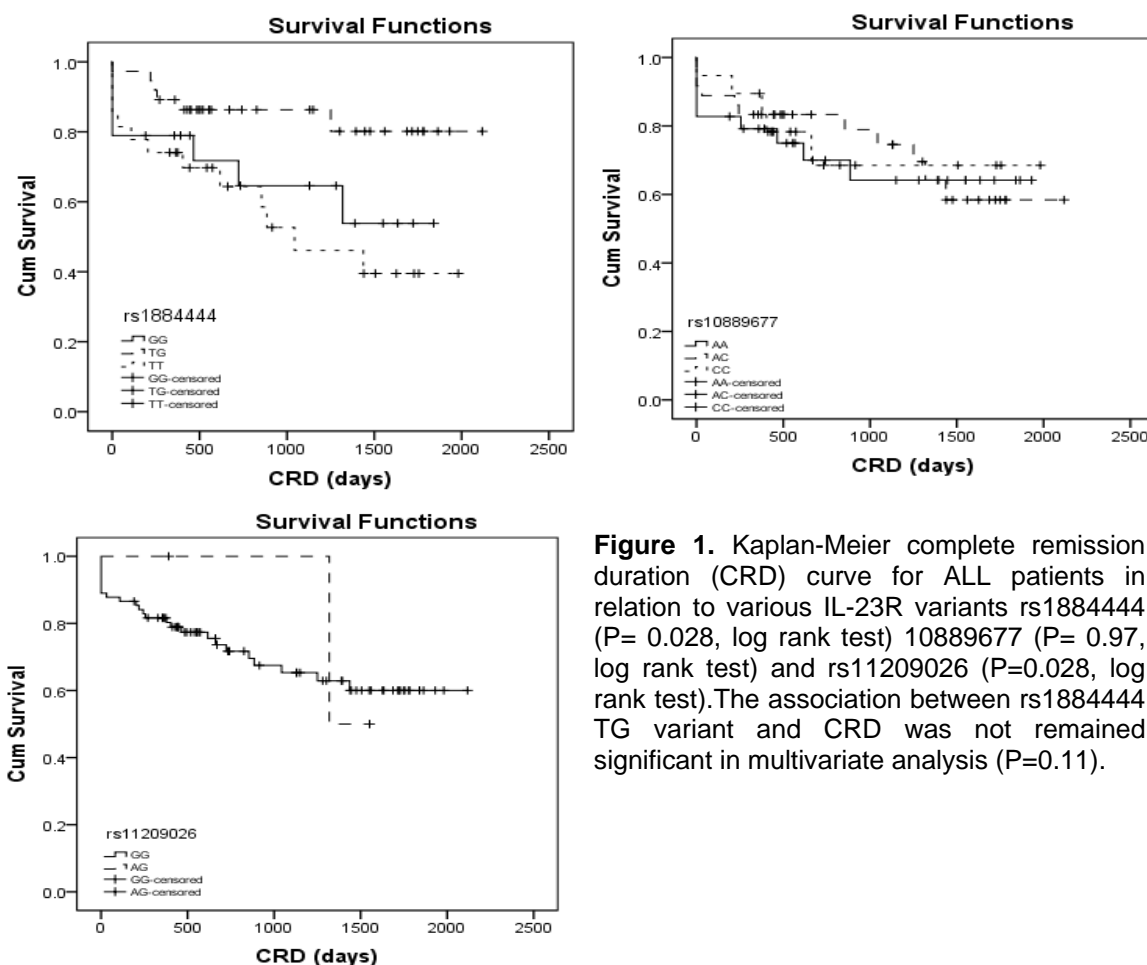 Survival Functions
1.0
0.8
0.6
0.4
0.2
0.0
Cum Survival
rs1884444
GG
TG
TT
GG-censored
TG-censored
TT-censored
0 500 1000 1500 2000 2500
CRD (days)
Survival Functions
1.0
0.8
0.6
0.4
0.2
0.0
Cum Survival
rs10889677
AA
AC
CC
AA-censored
AC-censored
CC-censored
0 500 1000 1500 2000 2500
CRD (days)
Survival Functions
1.0
0.8
0.6
0.4
0.2
0.0
Cum Survival
rs11209026
GG
AG
GG-censored
AG-censored
0 500 1000 1500 2000 2500
CRD (days)
Figure 1. Kaplan-Meier complete remission
duration (CRD) curve for ALL patients in
relation to various IL-23R variants rs1884444
(P= 0.028, log rank test) 10889677 (P= 0.97,
log rank test) and rs11209026 (P=0.028, log
rank test).The association between rs1884444
TG variant and CRD was not remained
significant in multivariate analysis (P=0.11).